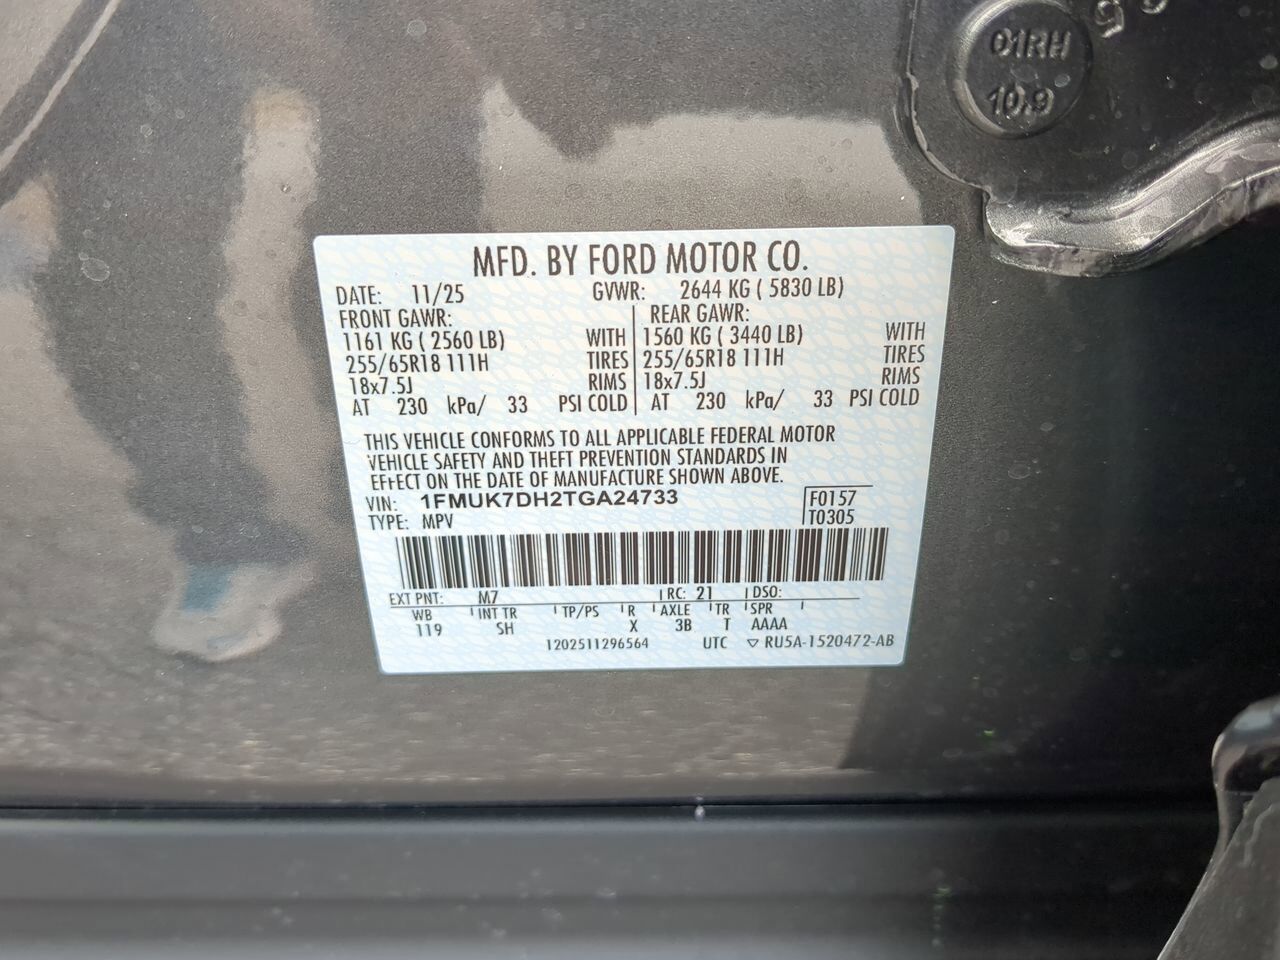 01RH
10.9
MFD. BY FORD MOTOR CO.
DATE: 11/25 GVWR: 2644 KG ( 5830 LB)
FRONT GAWR: REAR GAWR:
1161 KG ( 2560 LB) WITH 1560 KG ( 3440 LB) WITH
255/65R18 111H TIRES 255/65R18 111H TIRES
18x7.5J RIMS 18x7.5J RIMS
AT 230 kPa/ 33 PSI COLD AT 230 kPa/ 33 PSI COLD
THIS VEHICLE CONFORMS TO ALL APPLICABLE FEDERAL MOTOR
VEHICLE SAFETY AND THEFT PREVENTION STANDARDS IN
EFFECT ON THE DATE OF MANUFACTURE SHOWN ABOVE.
VIN: 1FMUK7DH2TGA24733 F0157
TYPE: MPV T0305
EXT PNT: M7 RC: 21 DSO:
WB INT TR TP/PS R AXLE TR SPR
119 SH X 3B T AAAA
1202511296564 UTC ▽ RU5A-1520472-AB